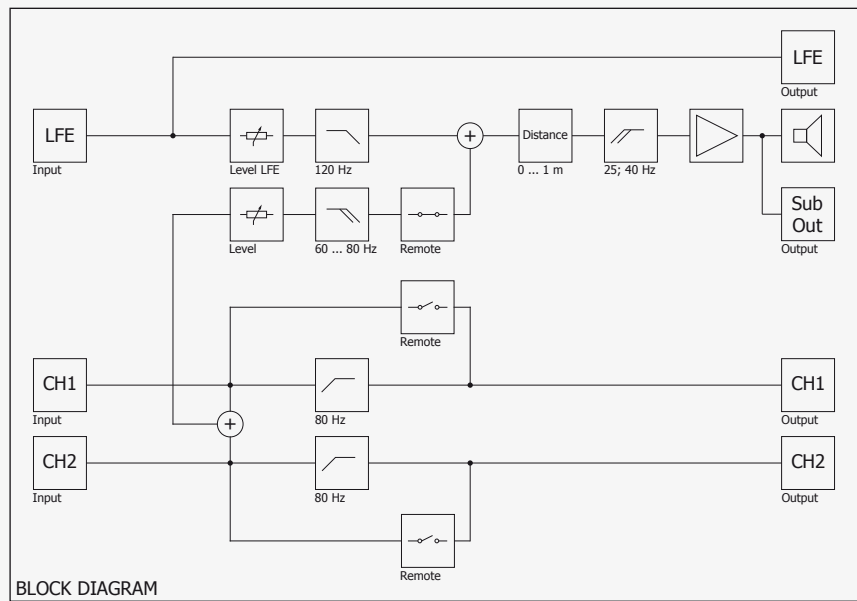 LFE
Output
LFE
Input
Level LFE
120 Hz
+
Distance
0 ... 1 m
25; 40 Hz
Sub
Out
Output
Level
60 ... 80 Hz
Remote
Remote
CH1
Input
80 Hz
CH1
Output
+
CH2
Input
80 Hz
CH2
Output
Remote
BLOCK DIAGRAM